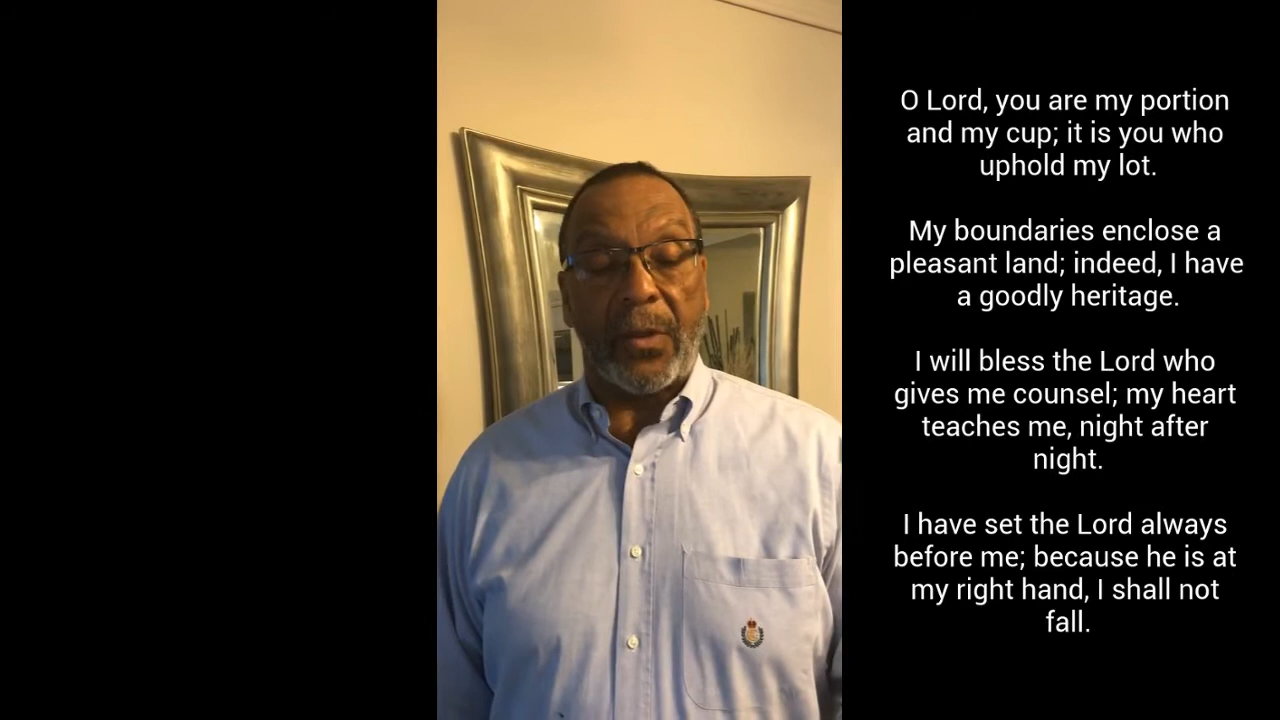 O Lord, you are my portion
and my cup; it is you who
uphold my lot.
My boundaries enclose a
pleasant land; indeed, I have
a goodly heritage.
I will bless the Lord who
gives me counsel; my heart
teaches me, night after
night.
I have set the Lord always
before me; because he is at
my right hand, I shall not
fall.